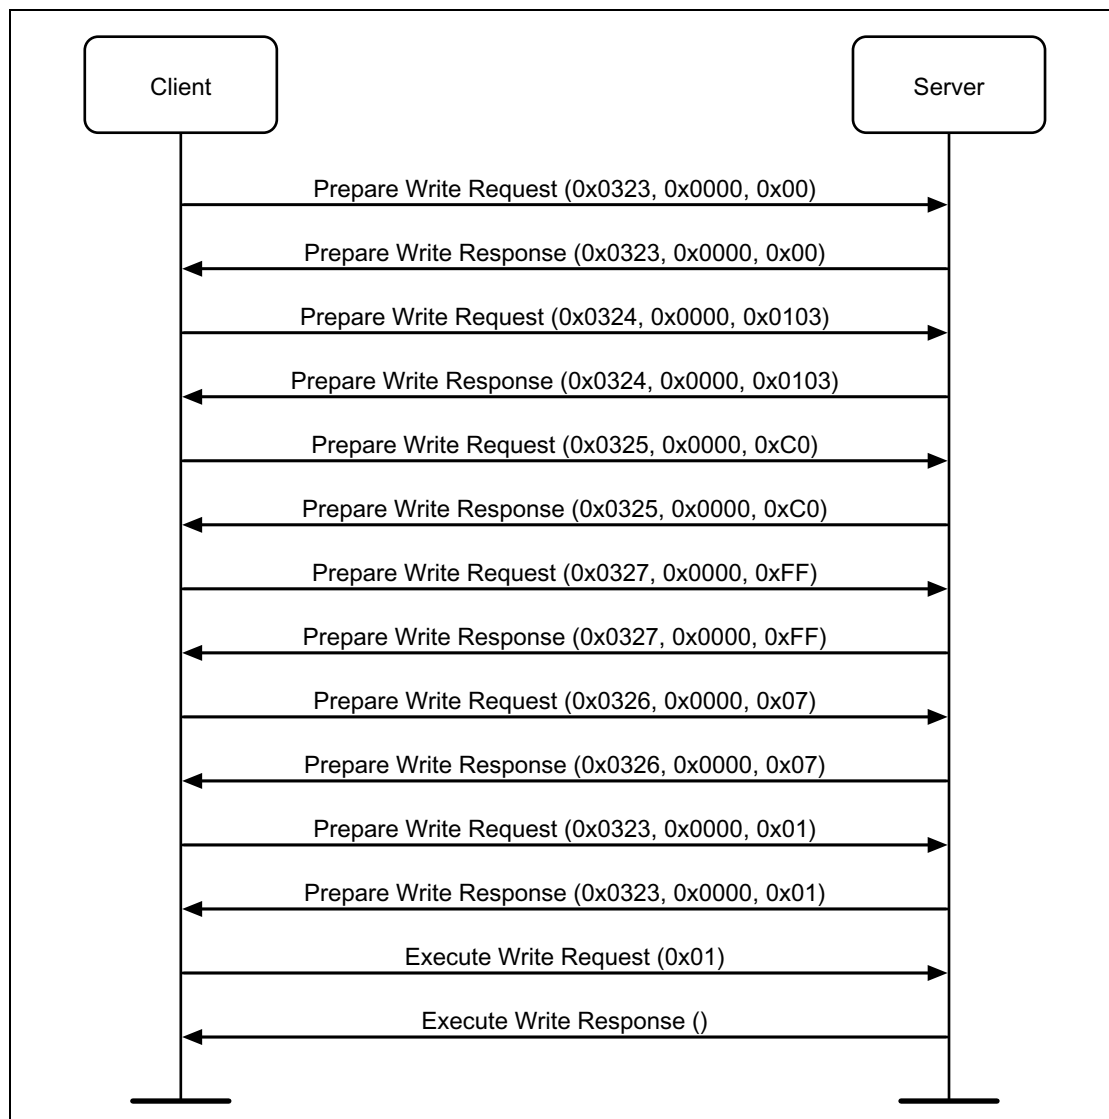 Client
Server
Prepare Write Request (0x0323, 0x0000, 0x00)
Prepare Write Response (0x0323, 0x0000, 0x00)
Prepare Write Request (0x0324, 0x0000, 0x0103)
Prepare Write Response (0x0324, 0x0000, 0x0103)
Prepare Write Request (0x0325, 0x0000, 0xC0)
Prepare Write Response (0x0325, 0x0000, 0xC0)
Prepare Write Request (0x0327, 0x0000, 0xFF)
Prepare Write Response (0x0327, 0x0000, 0xFF)
Prepare Write Request (0x0326, 0x0000, 0x07)
Prepare Write Response (0x0326, 0x0000, 0x07)
Prepare Write Request (0x0323, 0x0000, 0x01)
Prepare Write Response (0x0323, 0x0000, 0x01)
Execute Write Request (0x01)
Execute Write Response ()